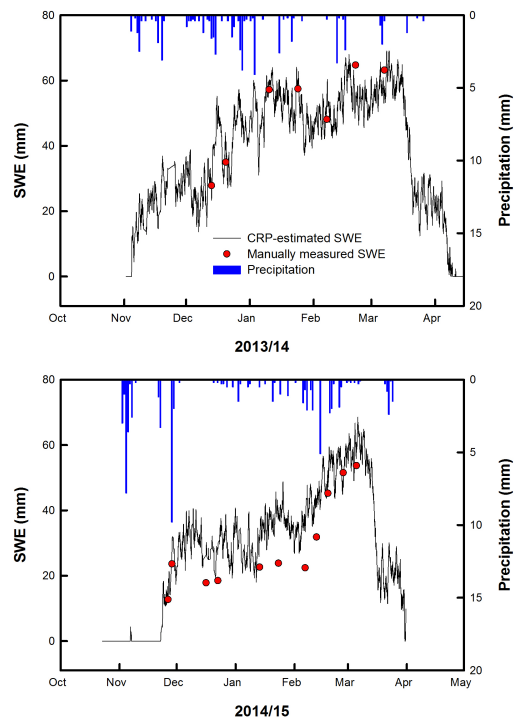 80
60
40
20
0
SWE (mm)
0
5
10
15
20
Precipitation (mm)
CRP-estimated SWE
Manually measured SWE
Precipitation
Oct Nov Dec Jan Feb Mar Apr
2013/14
80
60
40
20
0
SWE (mm)
0
5
10
15
20
Precipitation (mm)
Oct Nov Dec Jan Feb Mar Apr May
2014/15